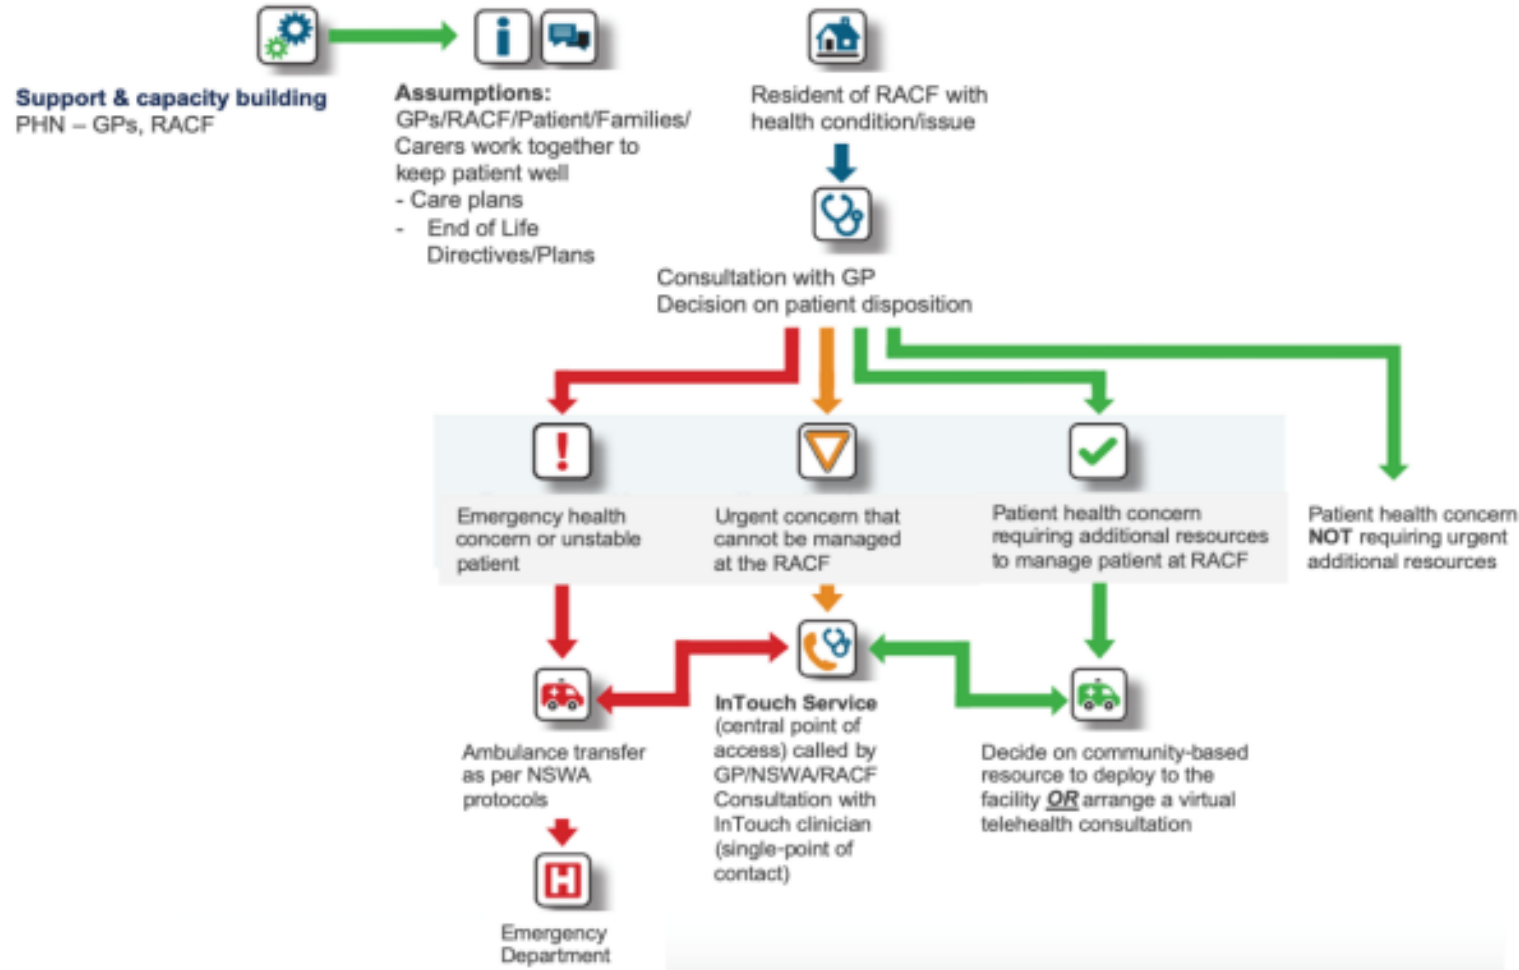 Support & capacity building
PHN – GPs, RACF
Assumptions:
GPs/RACF/Patient/Families/
Carers work together to
keep patient well
- Care plans
- End of Life
Directives/Plans
Resident of RACF with
health condition/issue
Consultation with GP
Decision on patient disposition
Emergency health
concern or unstable
patient
Urgent concern that
cannot be managed
at the RACF
Patient health concern
requiring additional resources
to manage patient at RACF
Patient health concern
NOT requiring urgent
additional resources
Ambulance transfer
as per NSWA
protocols
InTouch Service
(central point of
access) called by
GP/NSWA/RACF
Consultation with
InTouch clinician
(single-point of
contact)
Decide on community-based
resource to deploy to the
facility OR arrange a virtual
telehealth consultation
H
Emergency
Department